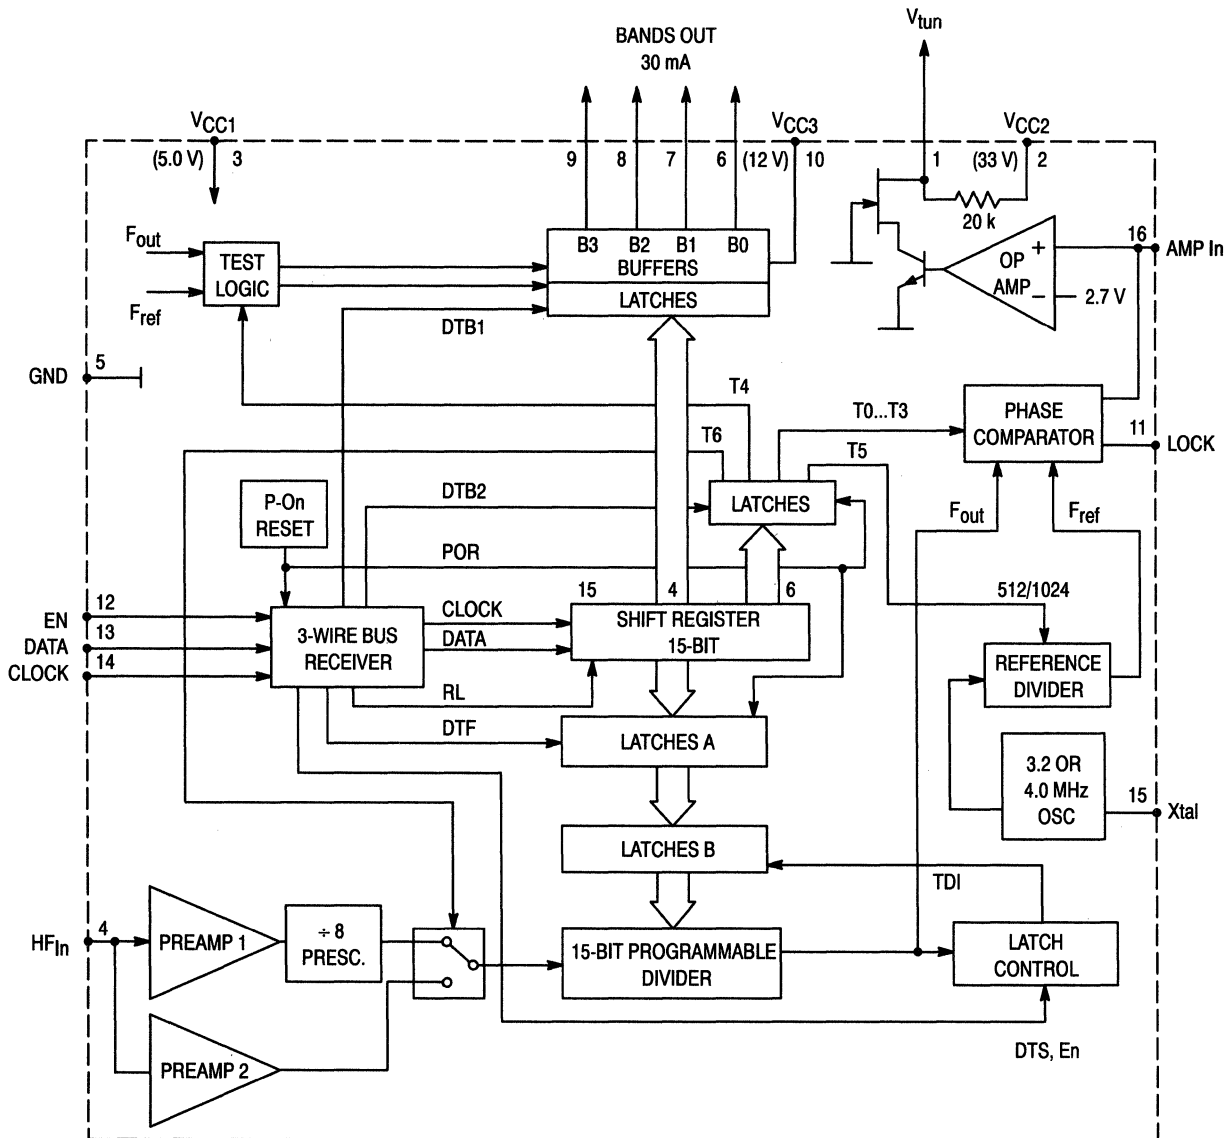 BANDS OUT
30 mA
Vtun
VCC1
(5.0 V) 3
9 8 7 6
VCC3
(12 V) 10
1
VCC2
(33 V) 2
20 k
Fout
TEST
LOGIC
Fref
B3 B2 B1 B0
BUFFERS
LATCHES
OP
AMP
+
–
2.7 V
16
AMP In
DTB1
5
GND
T4
T6
T0...T3
T5
PHASE
COMPARATOR
11
LOCK
P-On
RESET
DTB2
LATCHES
Fout
Fref
POR
15 4 6
512/1024
12
EN
13
DATA
14
CLOCK
3-WIRE BUS
RECEIVER
CLOCK
DATA
RL
DTF
SHIFT REGISTER
15-BIT
REFERENCE
DIVIDER
LATCHES A
3.2 OR
4.0 MHz
OSC
15
Xtal
LATCHES B
TDI
4
HFIn
PREAMP 1
÷ 8
PRESC.
15-BIT PROGRAMMABLE
DIVIDER
LATCH
CONTROL
PREAMP 2
DTS, En